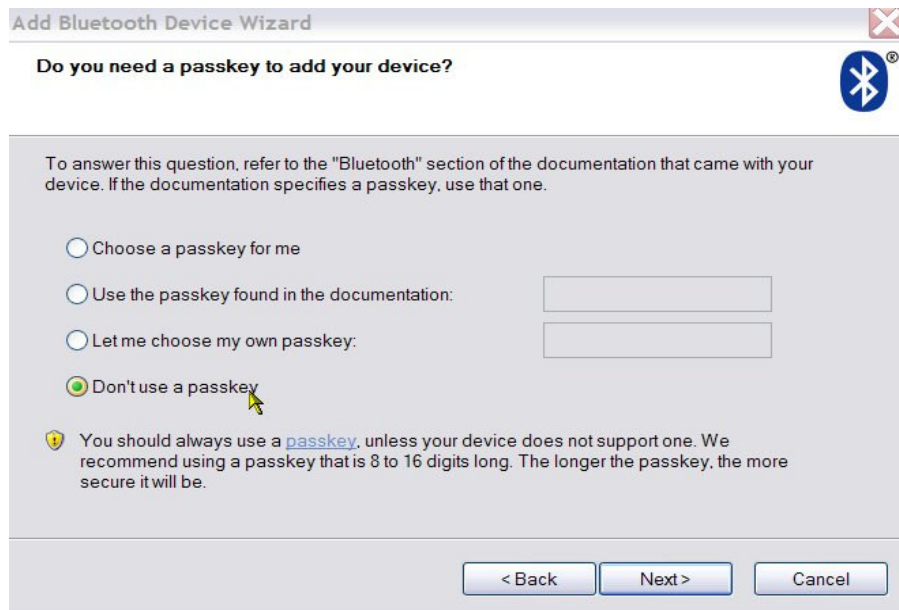 Add Bluetooth Device Wizard
Do you need a passkey to add your device?
®
To answer this question, refer to the "Bluetooth" section of the documentation that came with your
device. If the documentation specifies a passkey, use that one.
Choose a passkey for me
Use the passkey found in the documentation:
Let me choose my own passkey:
Don't use a passkey
You should always use a passkey, unless your device does not support one. We
recommend using a passkey that is 8 to 16 digits long. The longer the passkey, the more
secure it will be.
< Back Next > Cancel